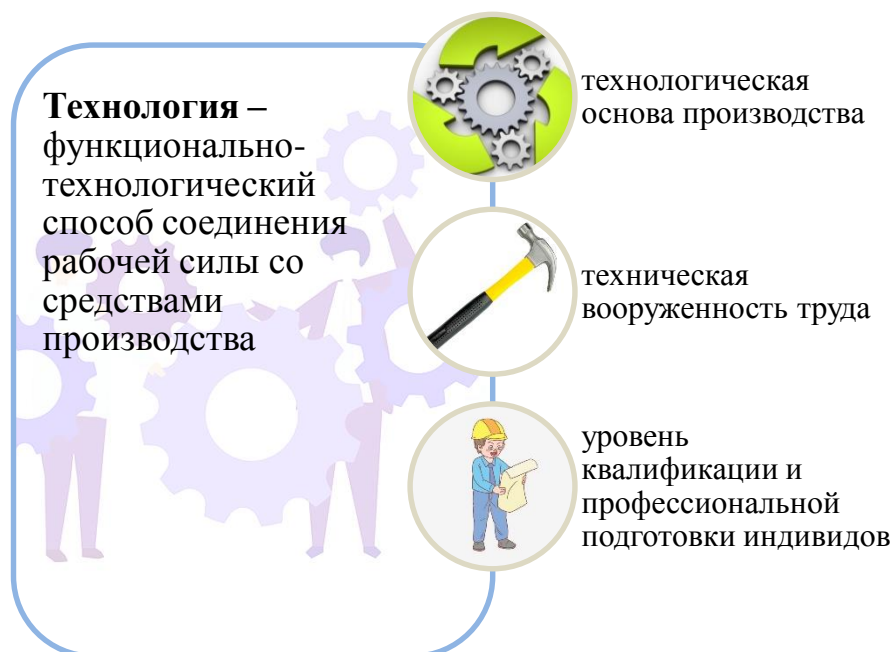 Технология –
функционально-
технологический
способ соединения
рабочей силы со
средствами
производства
технологическая
основа производства
техническая
вооруженность труда
уровень
квалификации и
профессиональной
подготовки индивидов